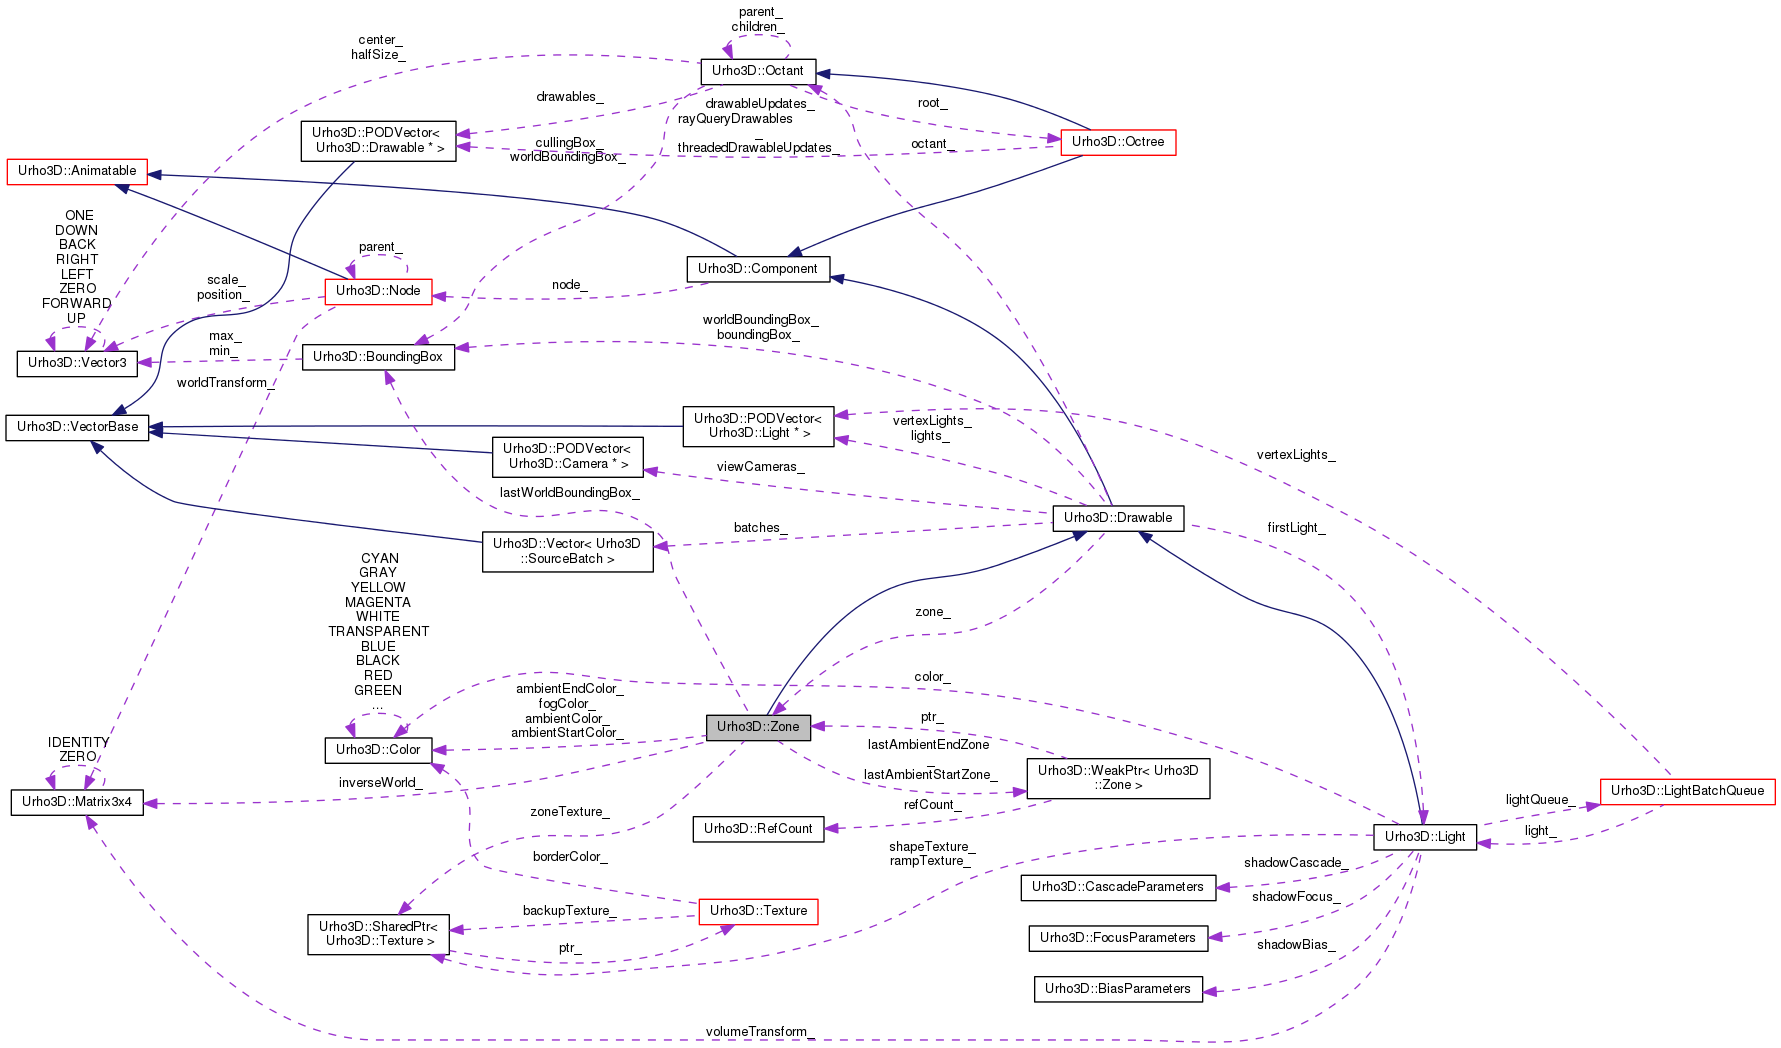 parent_
children_
center_
halfSize_
Urho3D::Octant
drawables_
drawableUpdates_
rayQueryDrawables
_
threadedDrawableUpdates_
root_
Urho3D::PODVector<
Urho3D::Drawable * >
cullingBox_
worldBoundingBox_
octant_
Urho3D::Octree
Urho3D::Animatable
ONE
DOWN
BACK
RIGHT
LEFT
ZERO
FORWARD
UP
parent_
scale_
position_
Urho3D::Node
node_
Urho3D::Component
worldBoundingBox_
boundingBox_
max_
min_
Urho3D::Vector3
Urho3D::BoundingBox
worldTransform_
Urho3D::VectorBase
Urho3D::PODVector<
Urho3D::Light * >
vertexLights_
lights_
Urho3D::PODVector<
Urho3D::Camera * >
viewCameras_
vertexLights_
lastWorldBoundingBox_
Urho3D::Drawable
firstLight_
batches_
Urho3D::Vector< Urho3D
::SourceBatch >
CYAN
GRAY
YELLOW
MAGENTA
WHITE
TRANSPARENT
BLUE
BLACK
RED
GREEN
...
zone_
color_
ambientEndColor_
fogColor_
ambientColor_
ambientStartColor_
Urho3D::Zone
ptr_
IDENTITY
ZERO
Urho3D::Color
lastAmbientEndZone
_
lastAmbientStartZone_
Urho3D::WeakPtr< Urho3D
::Zone >
inverseWorld_
Urho3D::Matrix3x4
refCount_
zoneTexture_
Urho3D::RefCount
lightQueue_
Urho3D::LightBatchQueue
light_
Urho3D::Light
shapeTexture_
rampTexture_
borderColor_
shadowCascade_
Urho3D::CascadeParameters
shadowFocus_
backupTexture_
Urho3D::Texture
Urho3D::SharedPtr<
Urho3D::Texture >
ptr_
Urho3D::FocusParameters
shadowBias_
Urho3D::BiasParameters
volumeTransform_